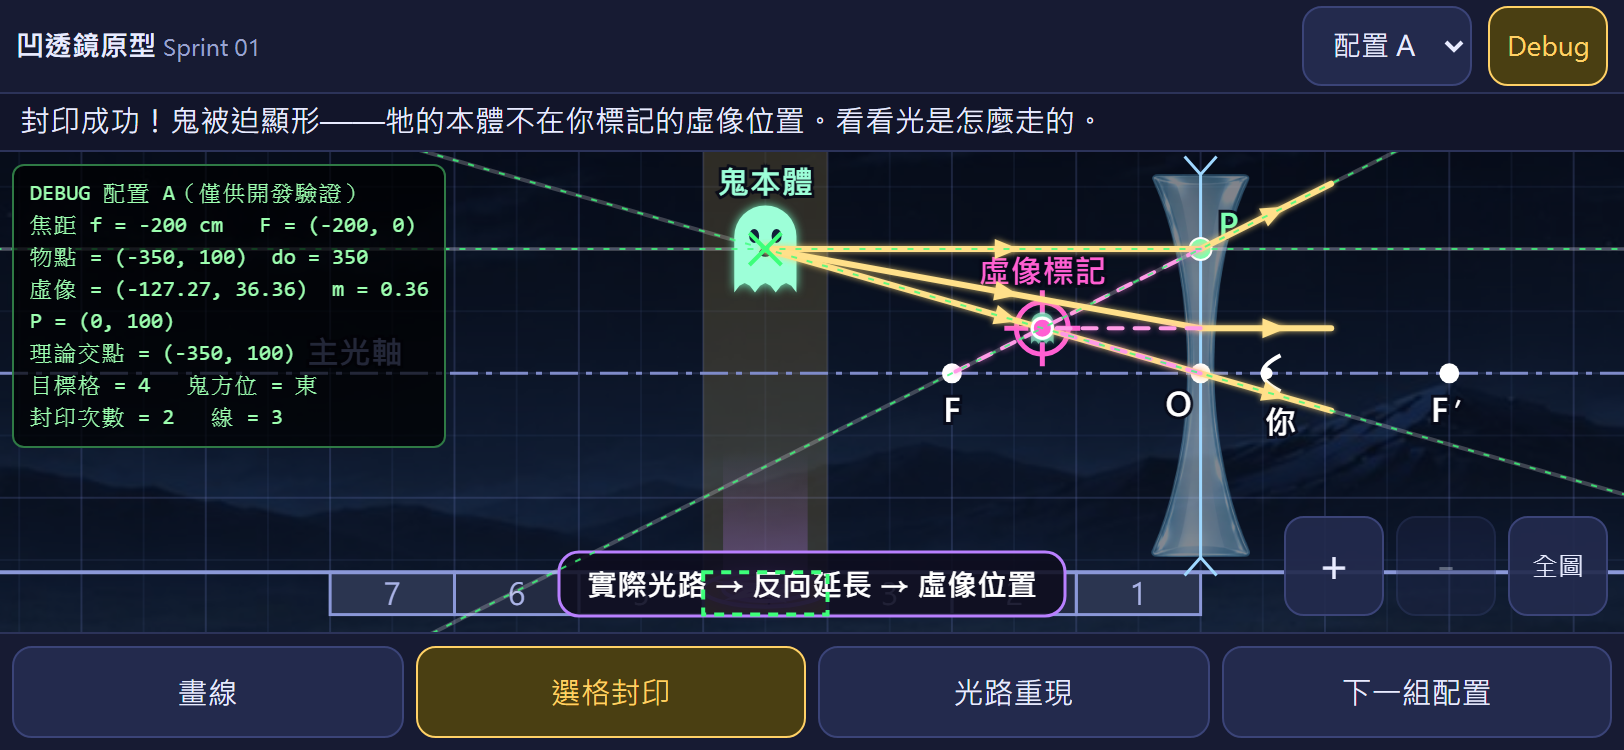 凹透鏡原型 Sprint 01
配置 A
Debug
封印成功！鬼被迫顯形——牠的本體不在你標記的虛像位置。看看光是怎麼走的。
DEBUG 配置 A（僅供開發驗證）
焦距 f = -200 cm F = (-200, 0)
物點 = (-350, 100) do = 350
虛像 = (-127.27, 36.36) m = 0.36
P = (0, 100)
理論交點 = (-350, 100)
目標格 = 4 鬼方位 = 東
封印次數 = 2 線 = 3
主光軸
鬼本體
P
虛像標記
F
O
你
F′
實際光路 → 反向延長 → 虛像位置
7
6
3
2
1
+
-
全圖
畫線
選格封印
光路重現
下一組配置